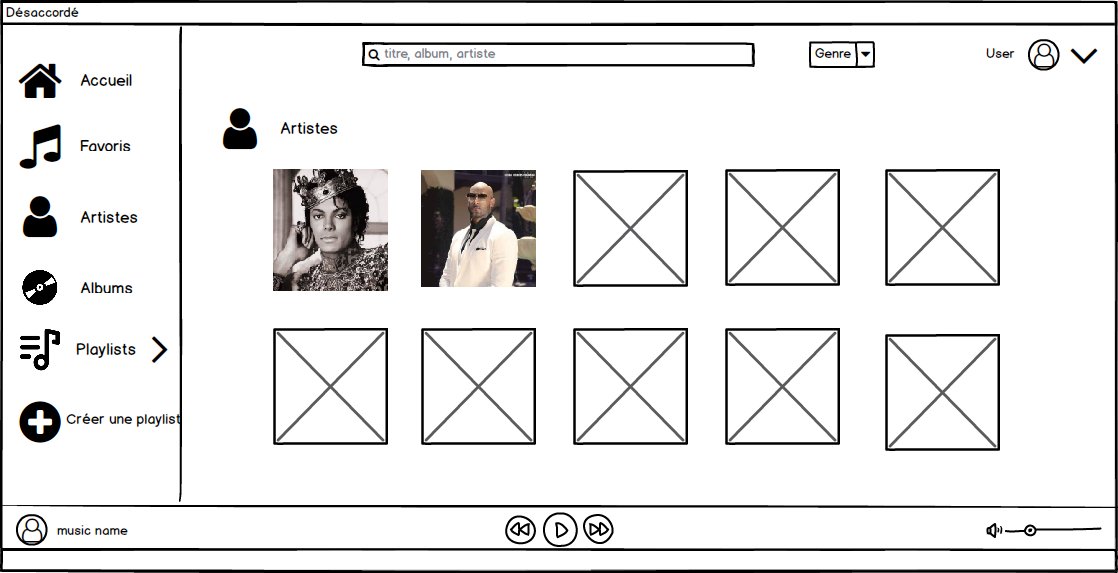 Désaccordé
titre, album, artiste
Genre
User
Accueil
Favoris
Artistes
Albums
Playlists
Créer une playlist
Artistes
music name